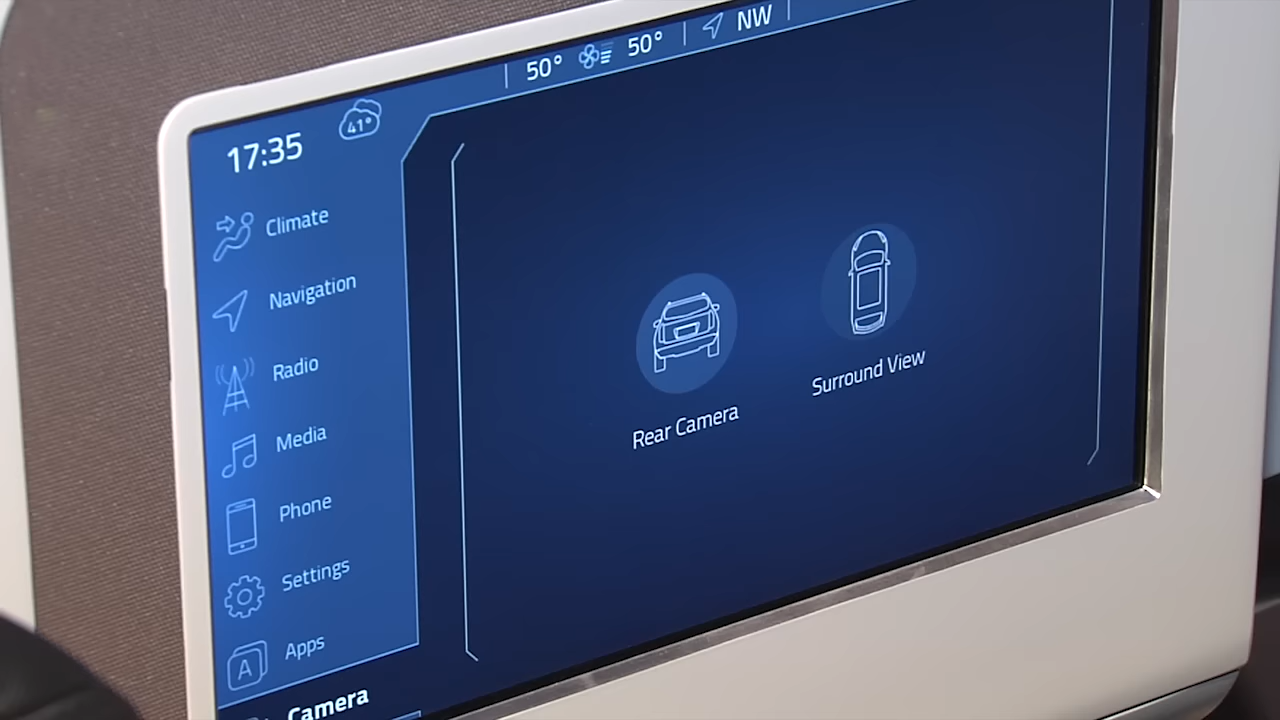 50° 50° NW
17:35 41°
Climate
Navigation
Radio
Media
Phone
Settings
A Apps
Camera
Rear Camera
Surround View